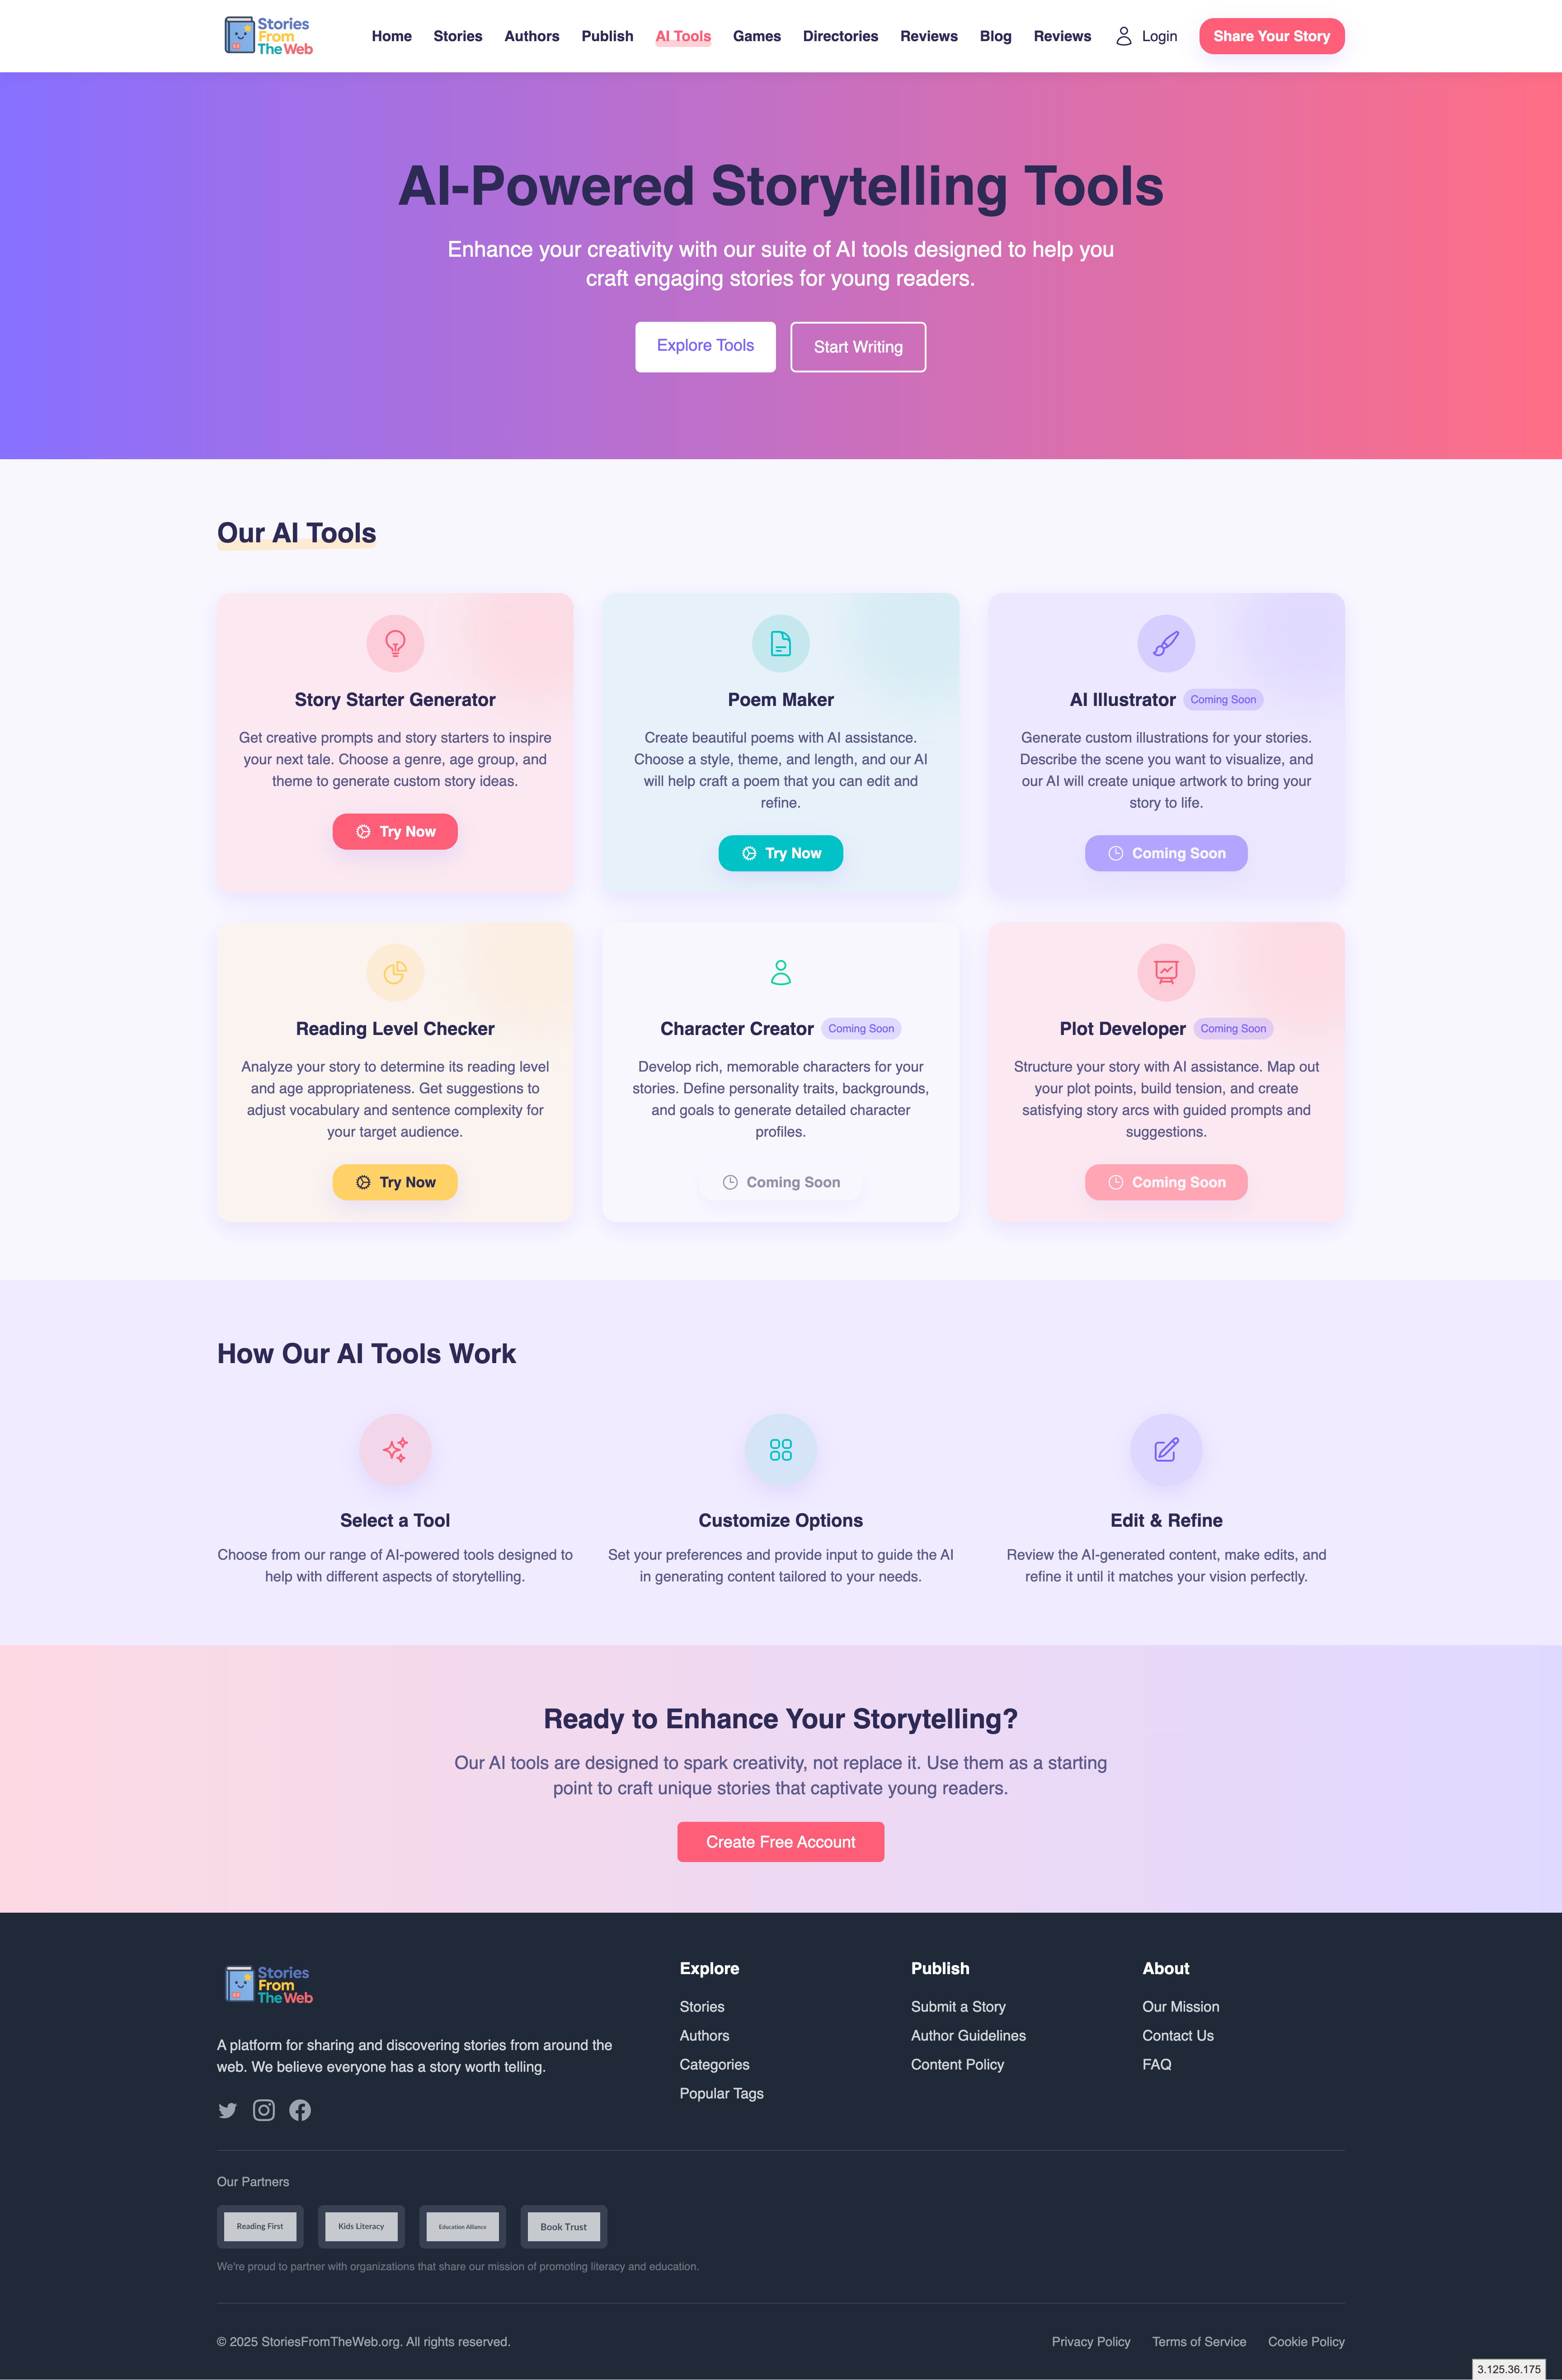 Stories
From
The Web
Home Stories Authors Publish AI Tools Games Directories Reviews Blog Reviews Login Share Your Story
AI-Powered Storytelling Tools
Enhance your creativity with our suite of AI tools designed to help you
craft engaging stories for young readers.
Explore Tools Start Writing
Our AI Tools
Story Starter Generator
Get creative prompts and story starters to inspire
your next tale. Choose a genre, age group, and
theme to generate custom story ideas.
Try Now
Poem Maker
Create beautiful poems with AI assistance.
Choose a style, theme, and length, and our AI
will help craft a poem that you can edit and
refine.
Try Now
AI Illustrator Coming Soon
Generate custom illustrations for your stories.
Describe the scene you want to visualize, and
our AI will create unique artwork to bring your
story to life.
Coming Soon
Reading Level Checker
Analyze your story to determine its reading level
and age appropriateness. Get suggestions to
adjust vocabulary and sentence complexity for
your target audience.
Try Now
Character Creator Coming Soon
Develop rich, memorable characters for your
stories. Define personality traits, backgrounds,
and goals to generate detailed character
profiles.
Coming Soon
Plot Developer Coming Soon
Structure your story with AI assistance. Map out
your plot points, build tension, and create
satisfying story arcs with guided prompts and
suggestions.
Coming Soon
How Our AI Tools Work
Select a Tool
Choose from our range of AI-powered tools designed to
help with different aspects of storytelling.
Customize Options
Set your preferences and provide input to guide the AI
in generating content tailored to your needs.
Edit & Refine
Review the AI-generated content, make edits, and
refine it until it matches your vision perfectly.
Ready to Enhance Your Storytelling?
Our AI tools are designed to spark creativity, not replace it. Use them as a starting
point to craft unique stories that captivate young readers.
Create Free Account
Stories
From
The Web
A platform for sharing and discovering stories from around the
web. We believe everyone has a story worth telling.
Explore
Stories
Authors
Categories
Popular Tags
Publish
Submit a Story
Author Guidelines
Content Policy
About
Our Mission
Contact Us
FAQ
Our Partners
Reading First Kids Literacy Education Alliance Book Trust
We're proud to partner with organizations that share our mission of promoting literacy and education.
© 2025 StoriesFromTheWeb.org. All rights reserved.
Privacy Policy Terms of Service Cookie Policy
3.125.36.175